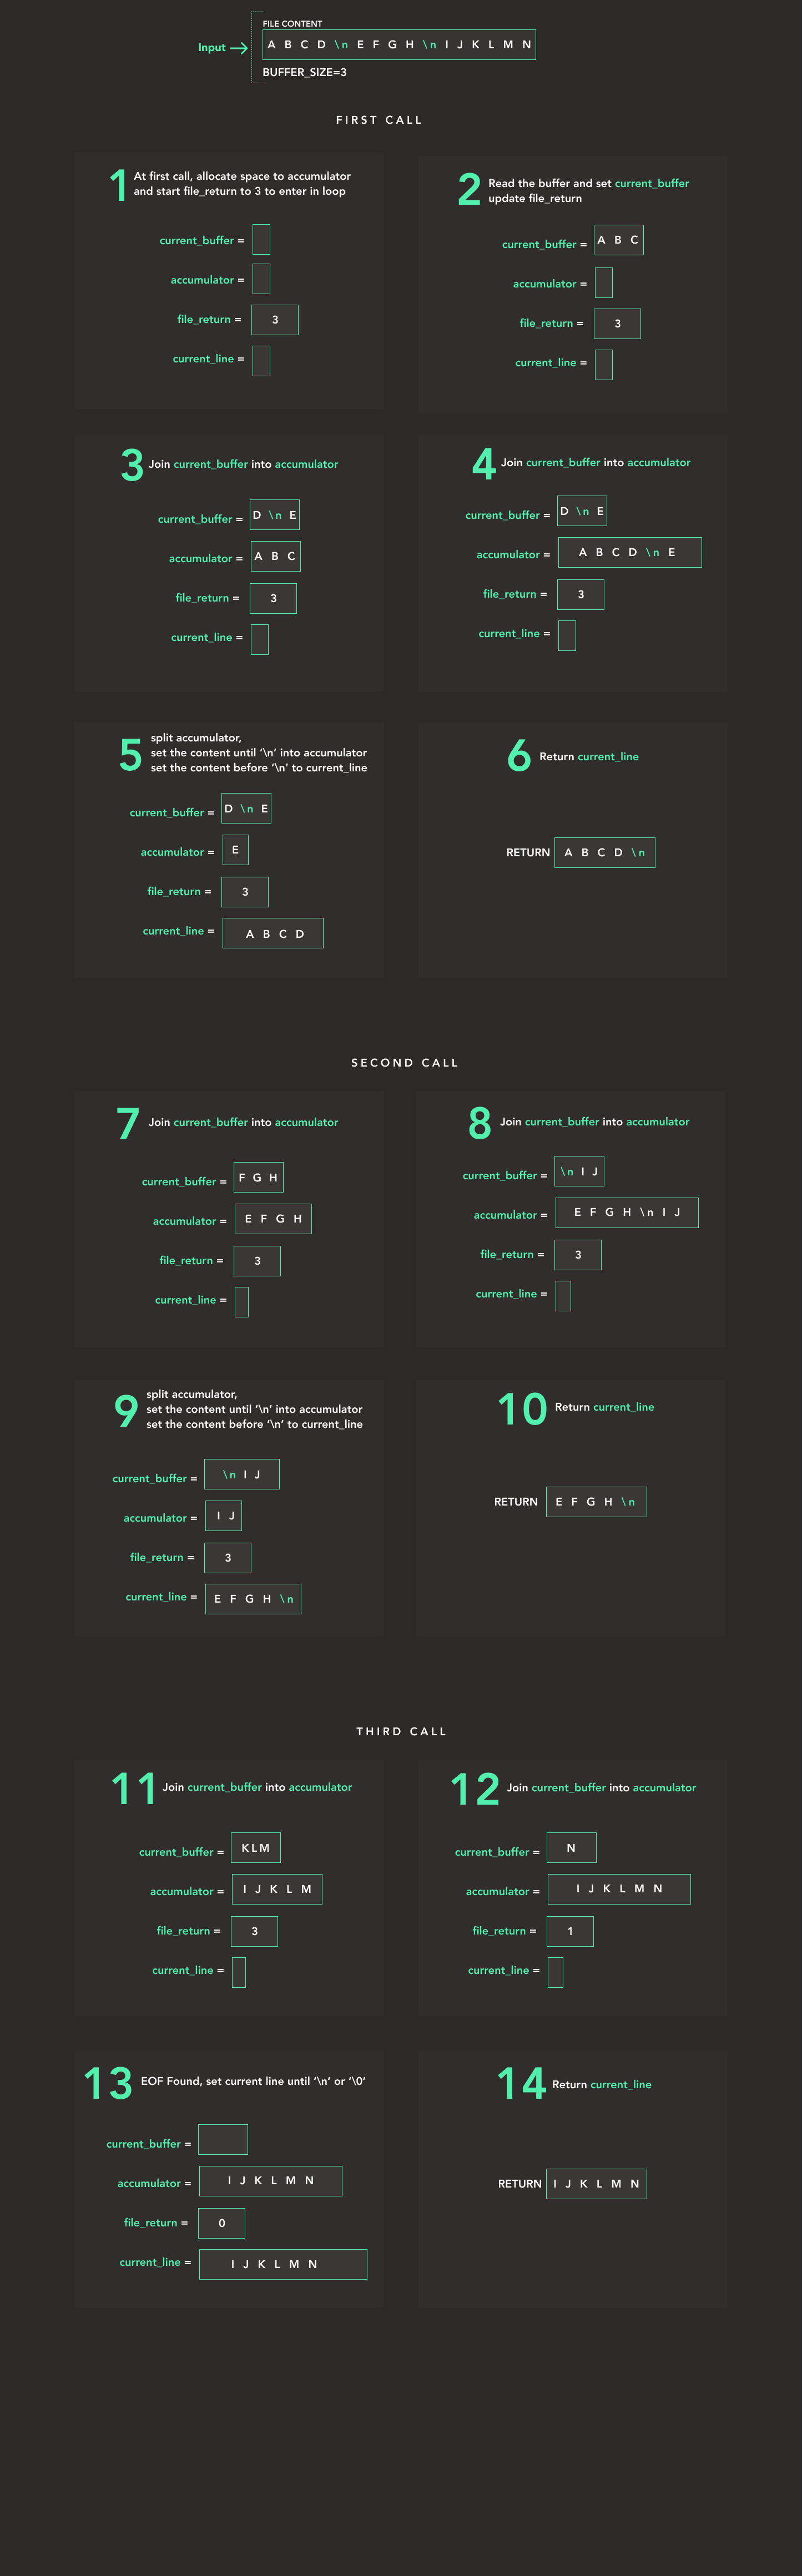 FILE CONTENT
Input → A B C D \n E F G H \n I J K L M N
BUFFER_SIZE=3
FIRST CALL
1 At first call, allocate space to accumulator
and start file_return to 3 to enter in loop
current_buffer =
accumulator =
file_return = 3
current_line =
2 Read the buffer and set current_buffer
update file_return
current_buffer = A B C
accumulator =
file_return = 3
current_line =
3 Join current_buffer into accumulator
current_buffer = D \n E
accumulator = A B C
file_return = 3
current_line =
4 Join current_buffer into accumulator
current_buffer = D \n E
accumulator = A B C D \n E
file_return = 3
current_line =
5 split accumulator,
set the content until ‘\n’ into accumulator
set the content before ‘\n’ to current_line
current_buffer = D \n E
accumulator = E
file_return = 3
current_line = A B C D
6 Return current_line
RETURN A B C D \n
SECOND CALL
7 Join current_buffer into accumulator
current_buffer = F G H
accumulator = E F G H
file_return = 3
current_line =
8 Join current_buffer into accumulator
current_buffer = \n I J
accumulator = E F G H \n I J
file_return = 3
current_line =
9 split accumulator,
set the content until ‘\n’ into accumulator
set the content before ‘\n’ to current_line
current_buffer = \n I J
accumulator = I J
file_return = 3
current_line = E F G H \n
10 Return current_line
RETURN E F G H \n
THIRD CALL
11 Join current_buffer into accumulator
current_buffer = K L M
accumulator = I J K L M
file_return = 3
current_line =
12 Join current_buffer into accumulator
current_buffer = N
accumulator = I J K L M N
file_return = 1
current_line =
13 EOF Found, set current line until ‘\n’ or ‘\0’
current_buffer =
accumulator = I J K L M N
file_return = 0
current_line = I J K L M N
14 Return current_line
RETURN I J K L M N